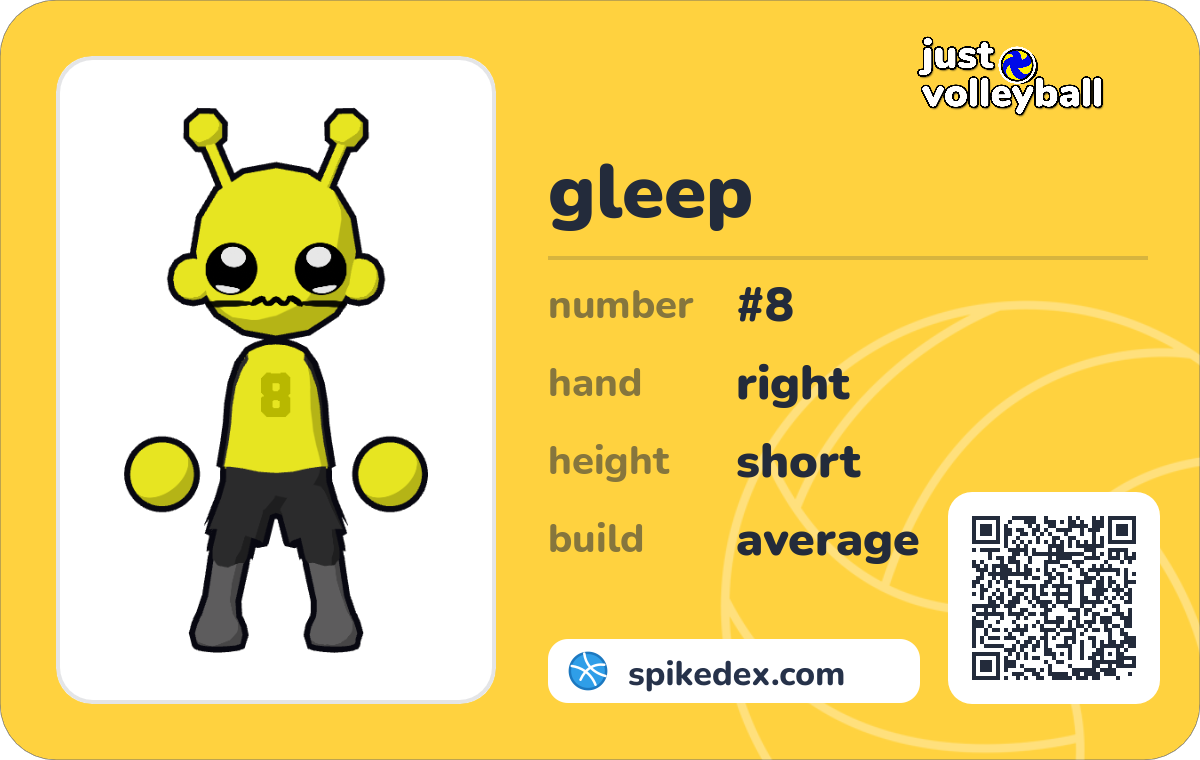 just
volleyball
gleep
number #8
hand right
height short
build average
8
spikedex.com